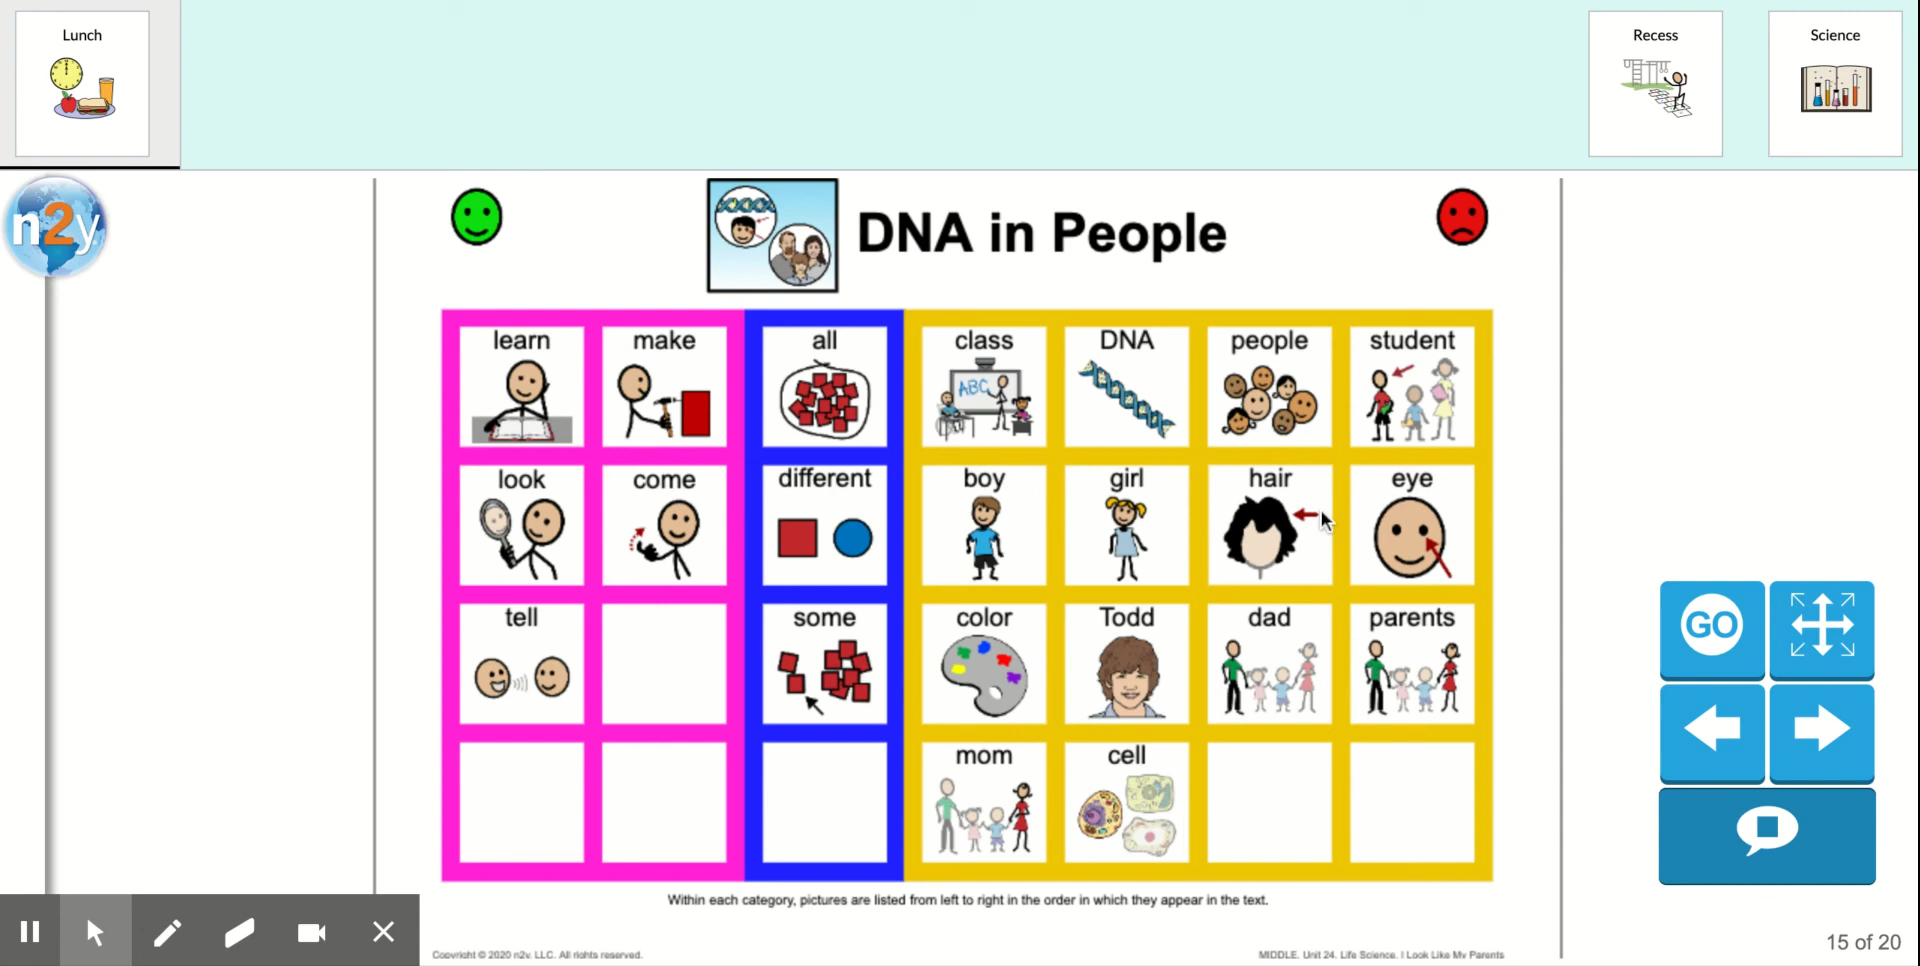 Lunch
Recess
Science
n2y
DNA in People
learn
make
all
class
ABC
DNA
people
student
look
come
different
boy
girl
hair
eye
tell
some
color
Todd
dad
parents
mom
cell
GO
Within each category, pictures are listed from left to right in the order in which they appear in the text.
Copyright © 2020 n2y, LLC. All rights reserved.
MIDDLE, Unit 24, Life Science, I Look Like My Parents
15 of 20